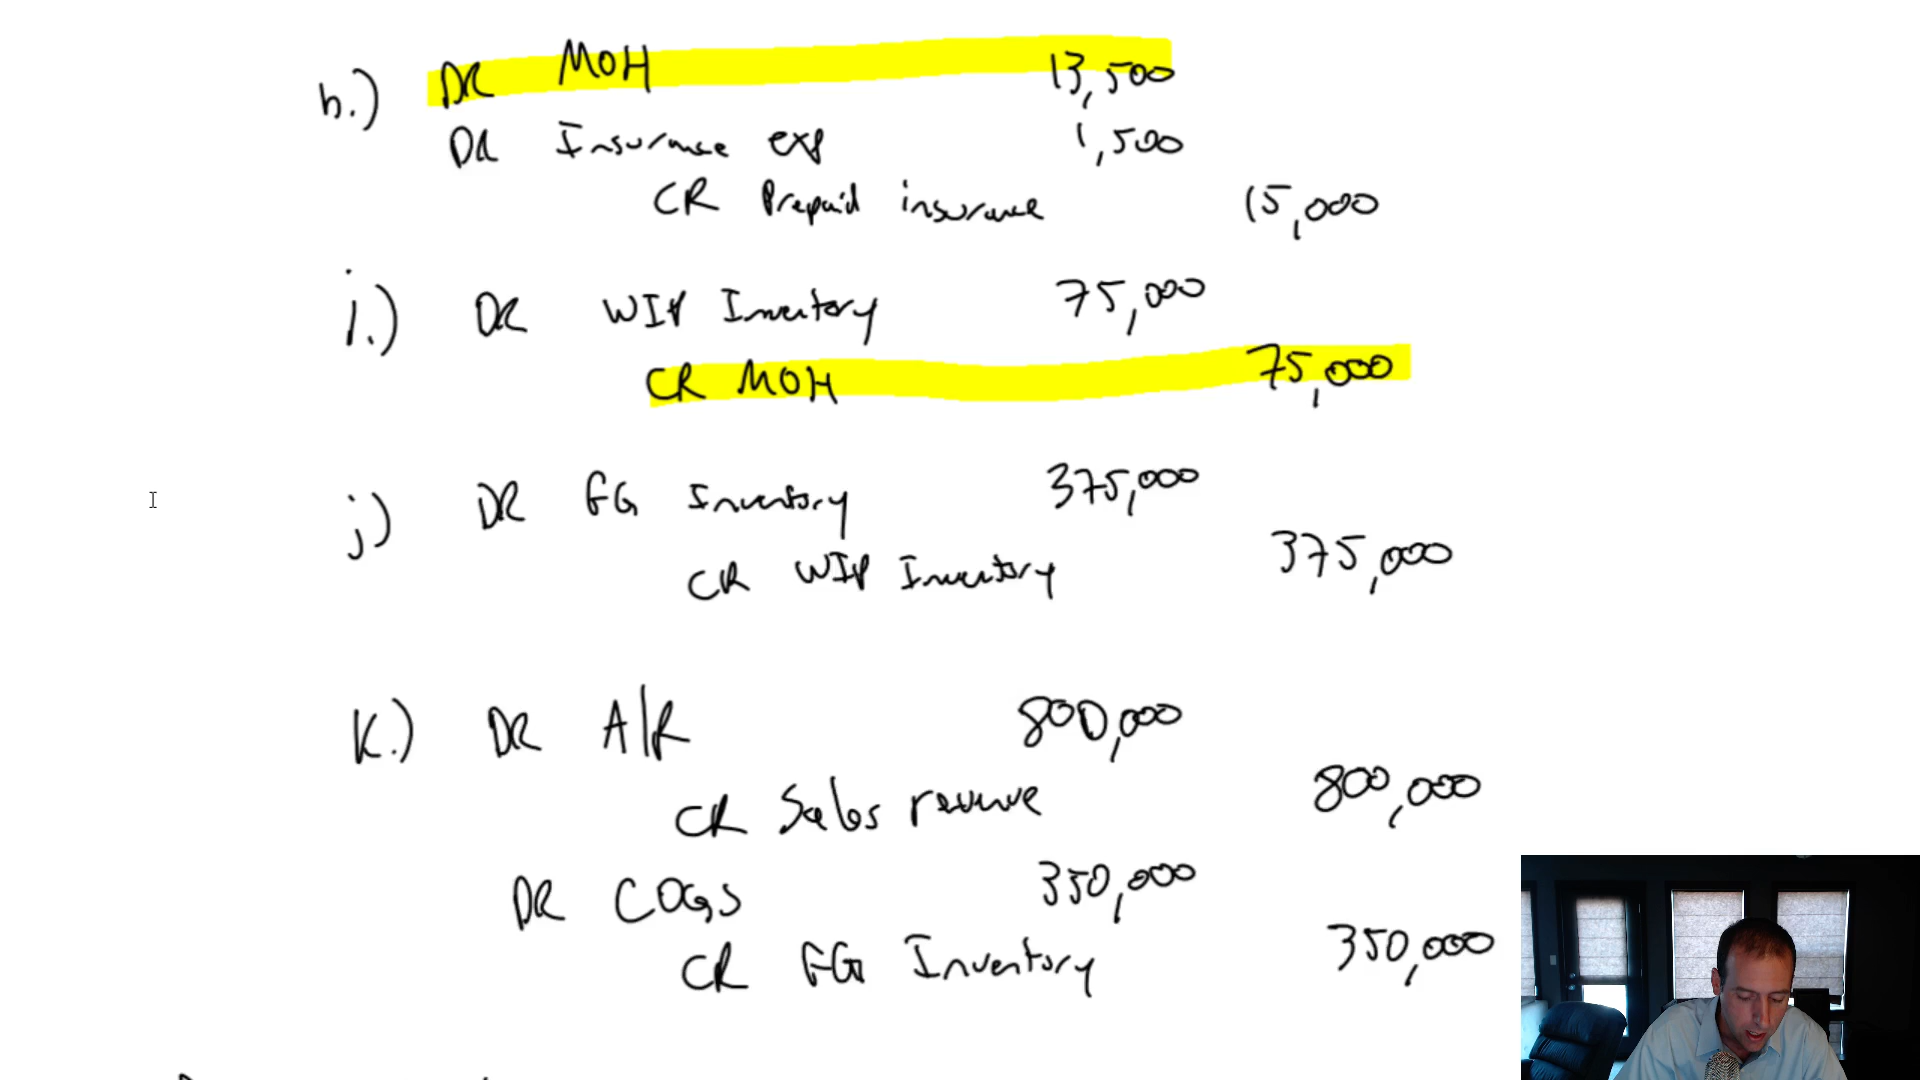 h.) DR MOH 13,500
DR Insurance exp 1,500
CR Prepaid insurance 15,000
i.) DR WIP Inventory 75,000
CR MOH 75,000
j) DR FG Inventory 375,000
CR WIP Inventory 375,000
K.) DR A/R 800,000
CR Sales revenue 800,000
DR COGS 350,000
CR FG Inventory 350,000